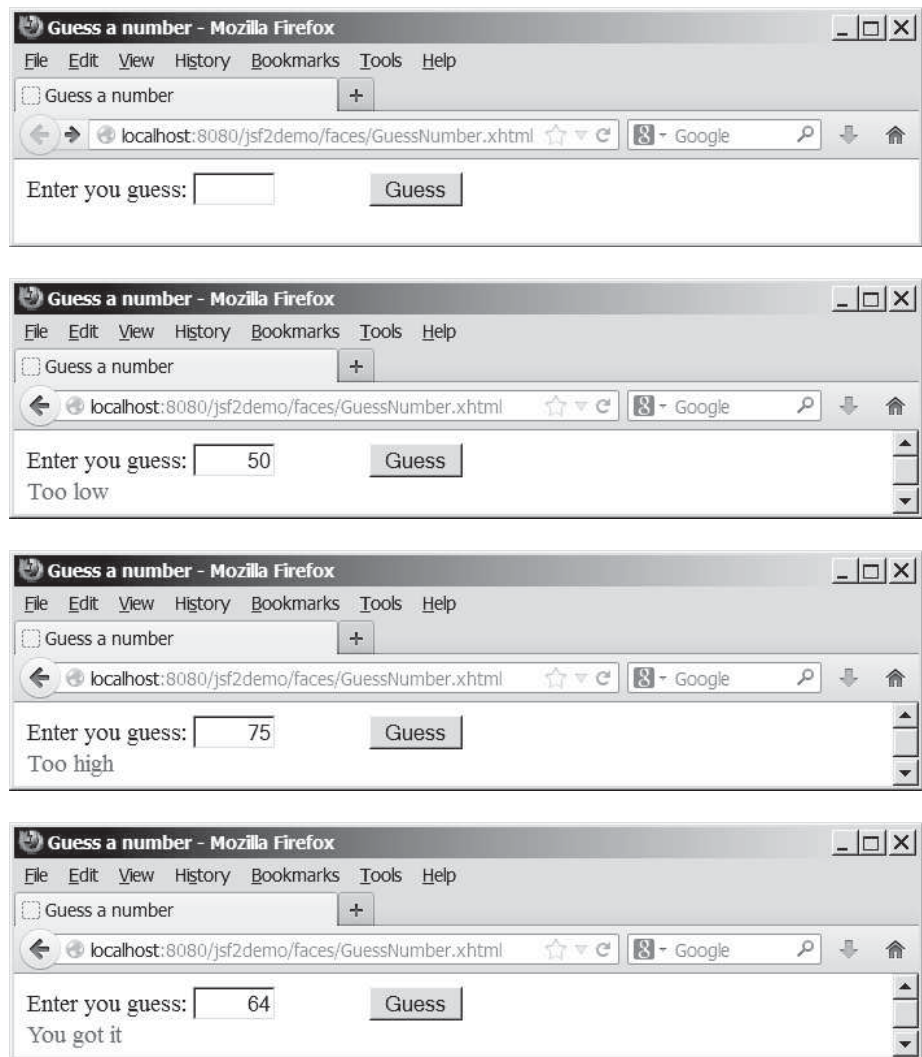 Guess a number - Mozilla Firefox
File Edit View History Bookmarks Tools Help
Guess a number +
localhost:8080/jsf2demo/faces/GuessNumber.xhtml 8 Google
Enter you guess: Guess
Guess a number - Mozilla Firefox
File Edit View History Bookmarks Tools Help
Guess a number +
localhost:8080/jsf2demo/faces/GuessNumber.xhtml 8 Google
Enter you guess: 50 Guess
Too low
Guess a number - Mozilla Firefox
File Edit View History Bookmarks Tools Help
Guess a number +
localhost:8080/jsf2demo/faces/GuessNumber.xhtml 8 Google
Enter you guess: 75 Guess
Too high
Guess a number - Mozilla Firefox
File Edit View History Bookmarks Tools Help
Guess a number +
localhost:8080/jsf2demo/faces/GuessNumber.xhtml 8 Google
Enter you guess: 64 Guess
You got it